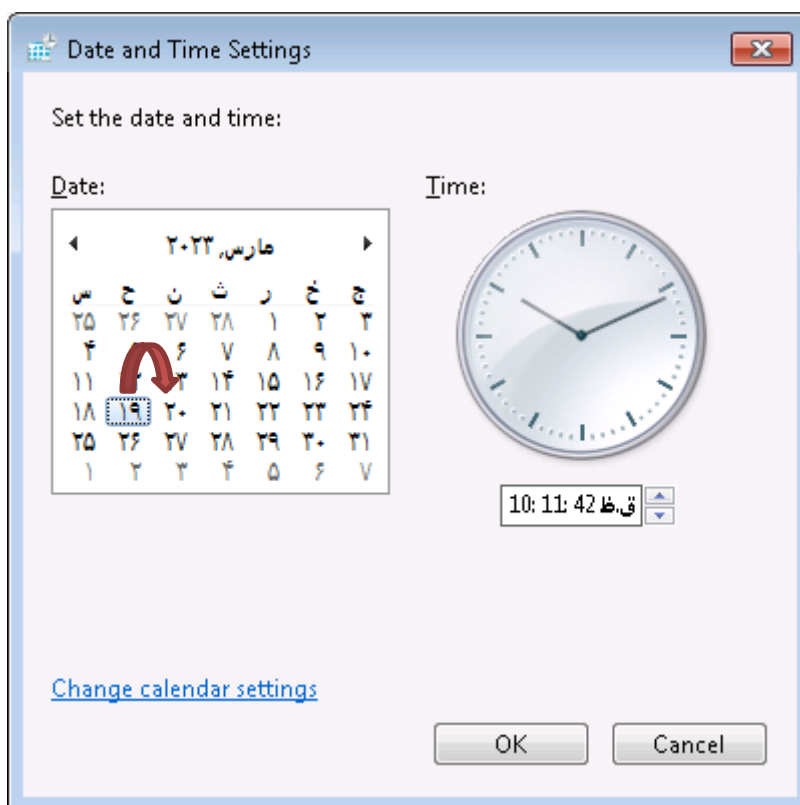 Date and Time Settings
Set the date and time:
Date:
Time:
مارس, ۲۰۲۳
س ح ن ث ر خ ج
۲۵ ۲۶ ۲۷ ۲۸ ۱ ۲ ۳
۴ ۶ ۷ ۸ ۹ ۱۰
۱۱ ۱۴ ۱۵ ۱۶ ۱۷
۱۸ ۱۹ ۲۰ ۲۱ ۲۲ ۲۳ ۲۴
۲۵ ۲۶ ۲۷ ۲۸ ۲۹ ۳۰ ۳۱
۱ ۲ ۳ ۴ ۵ ۶ ۷
10: 11: 42 ق.ظ
Change calendar settings
OK
Cancel